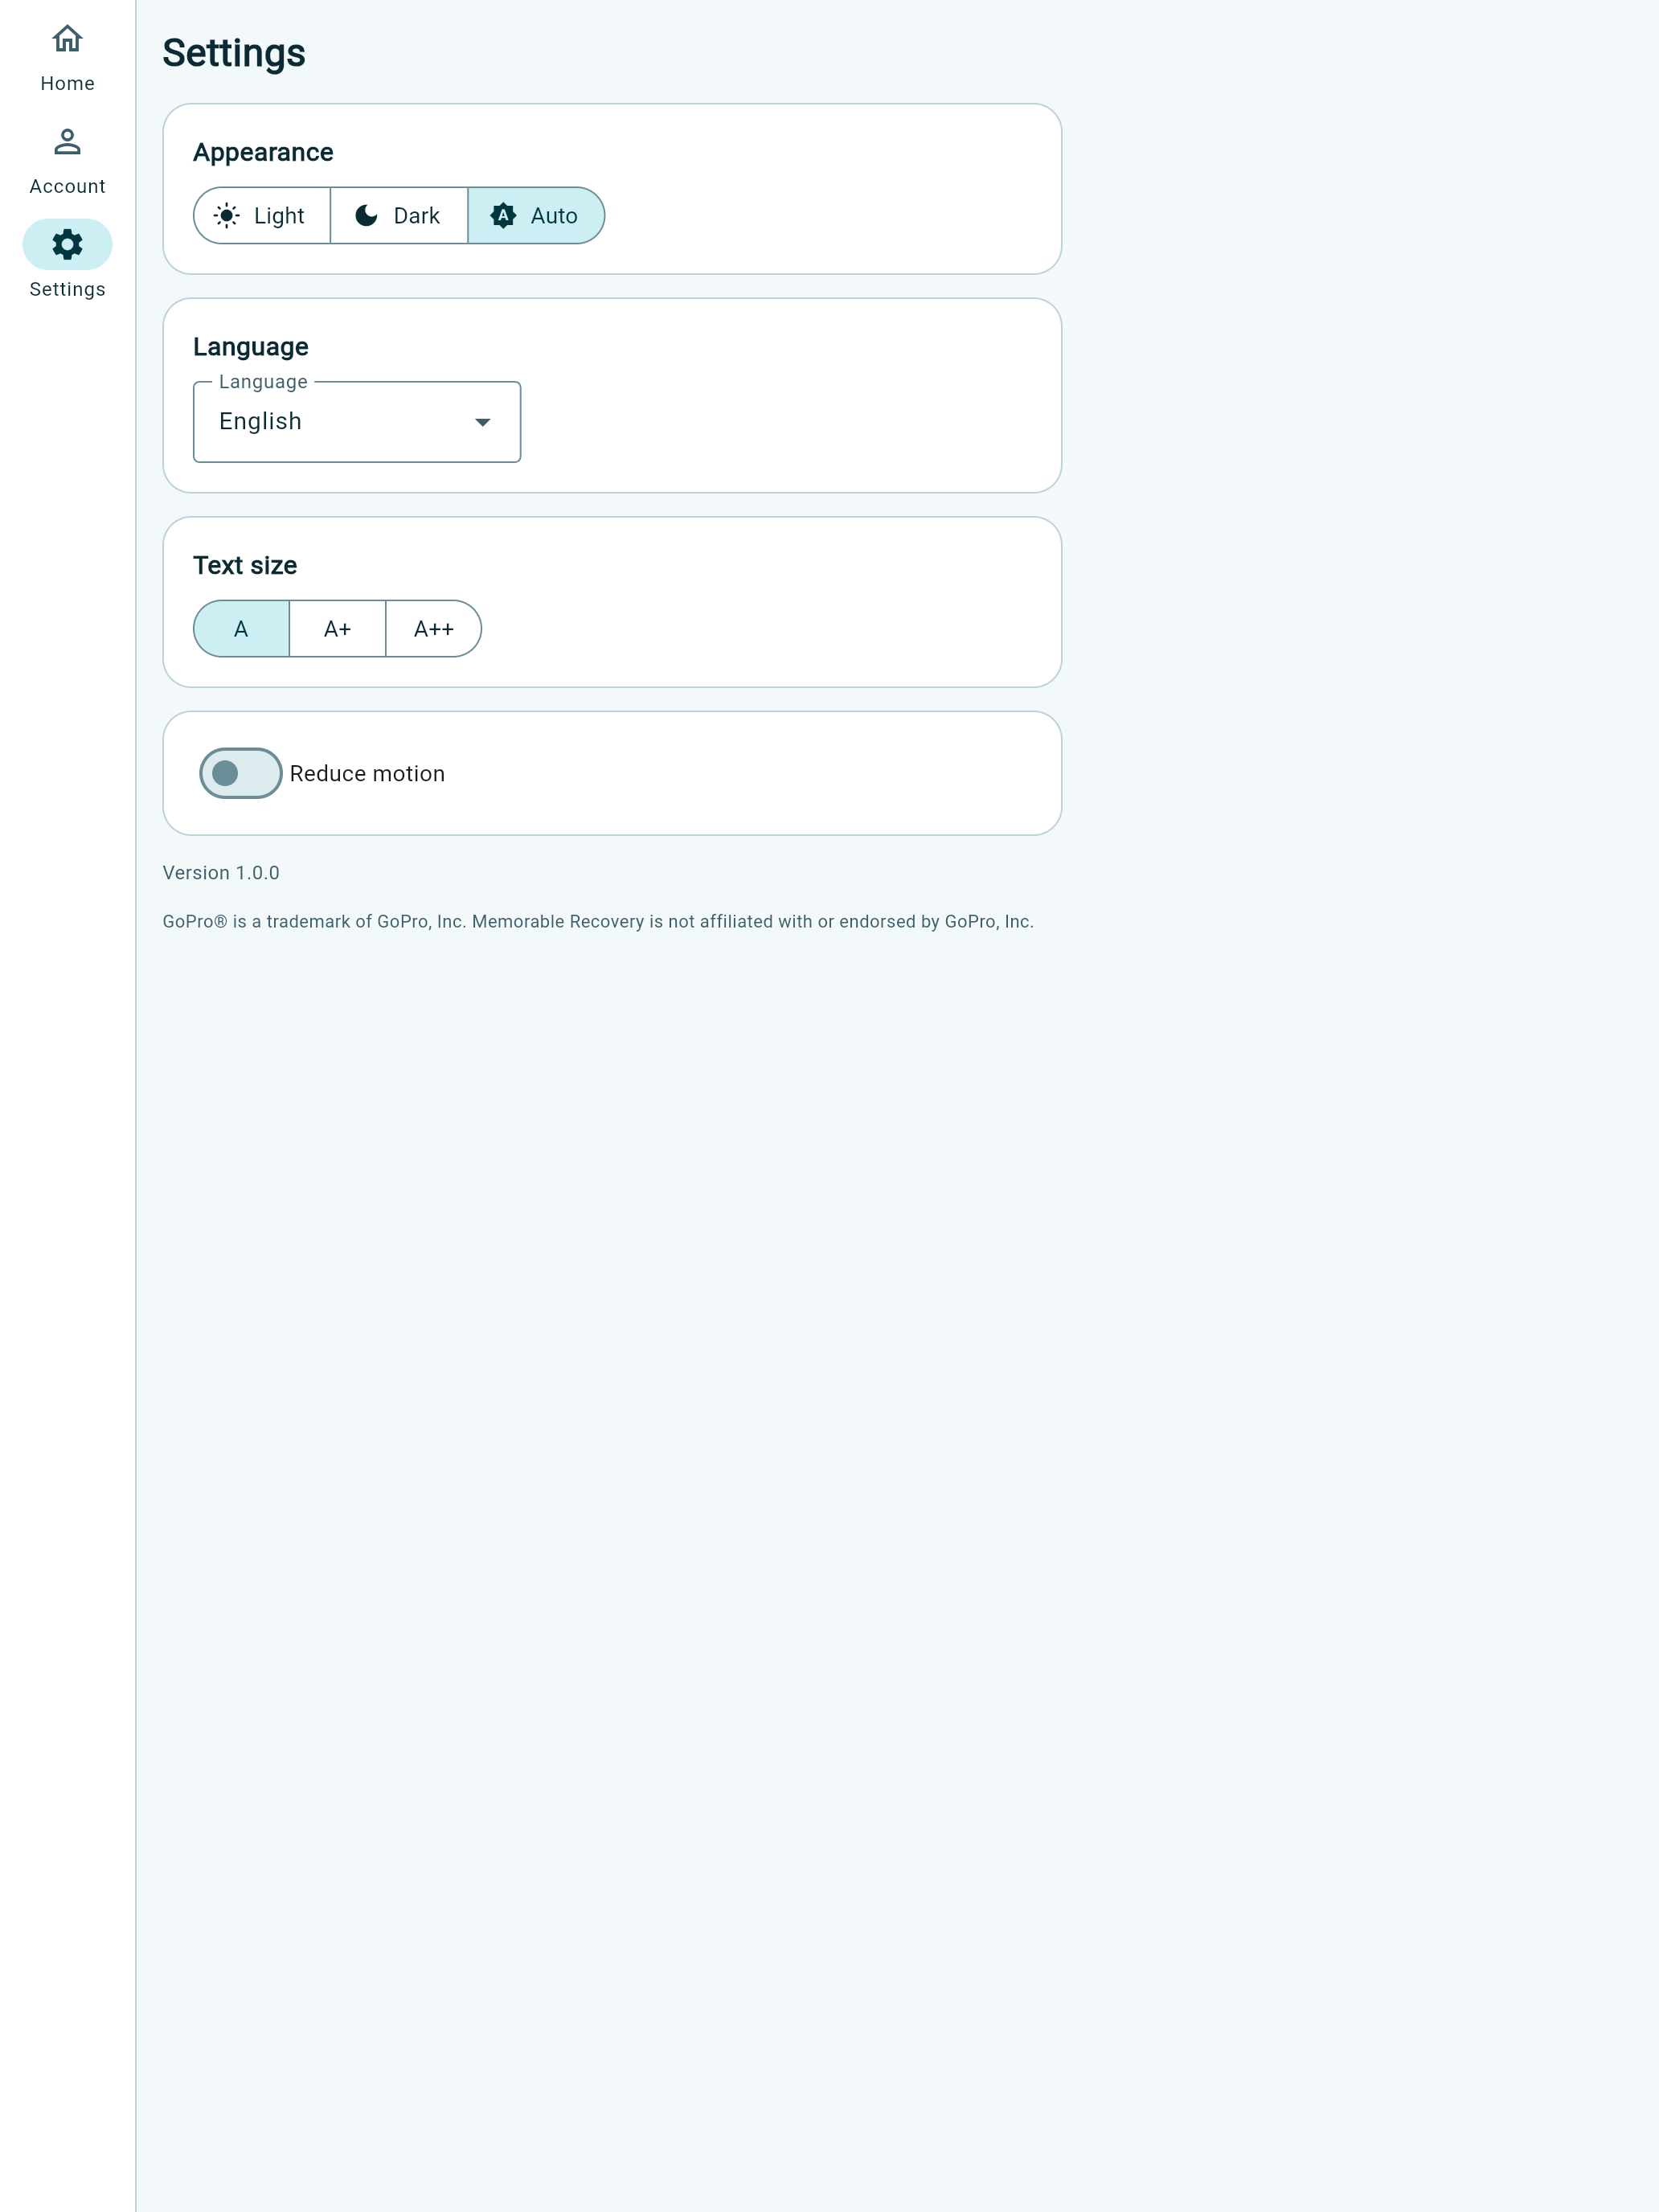 Home
Account
Settings
Settings
Appearance
Light
Dark
A
Auto
Language
Language
English
Text size
A
A+
A++
Reduce motion
Version 1.0.0
GoPro® is a trademark of GoPro, Inc. Memorable Recovery is not affiliated with or endorsed by GoPro, Inc.